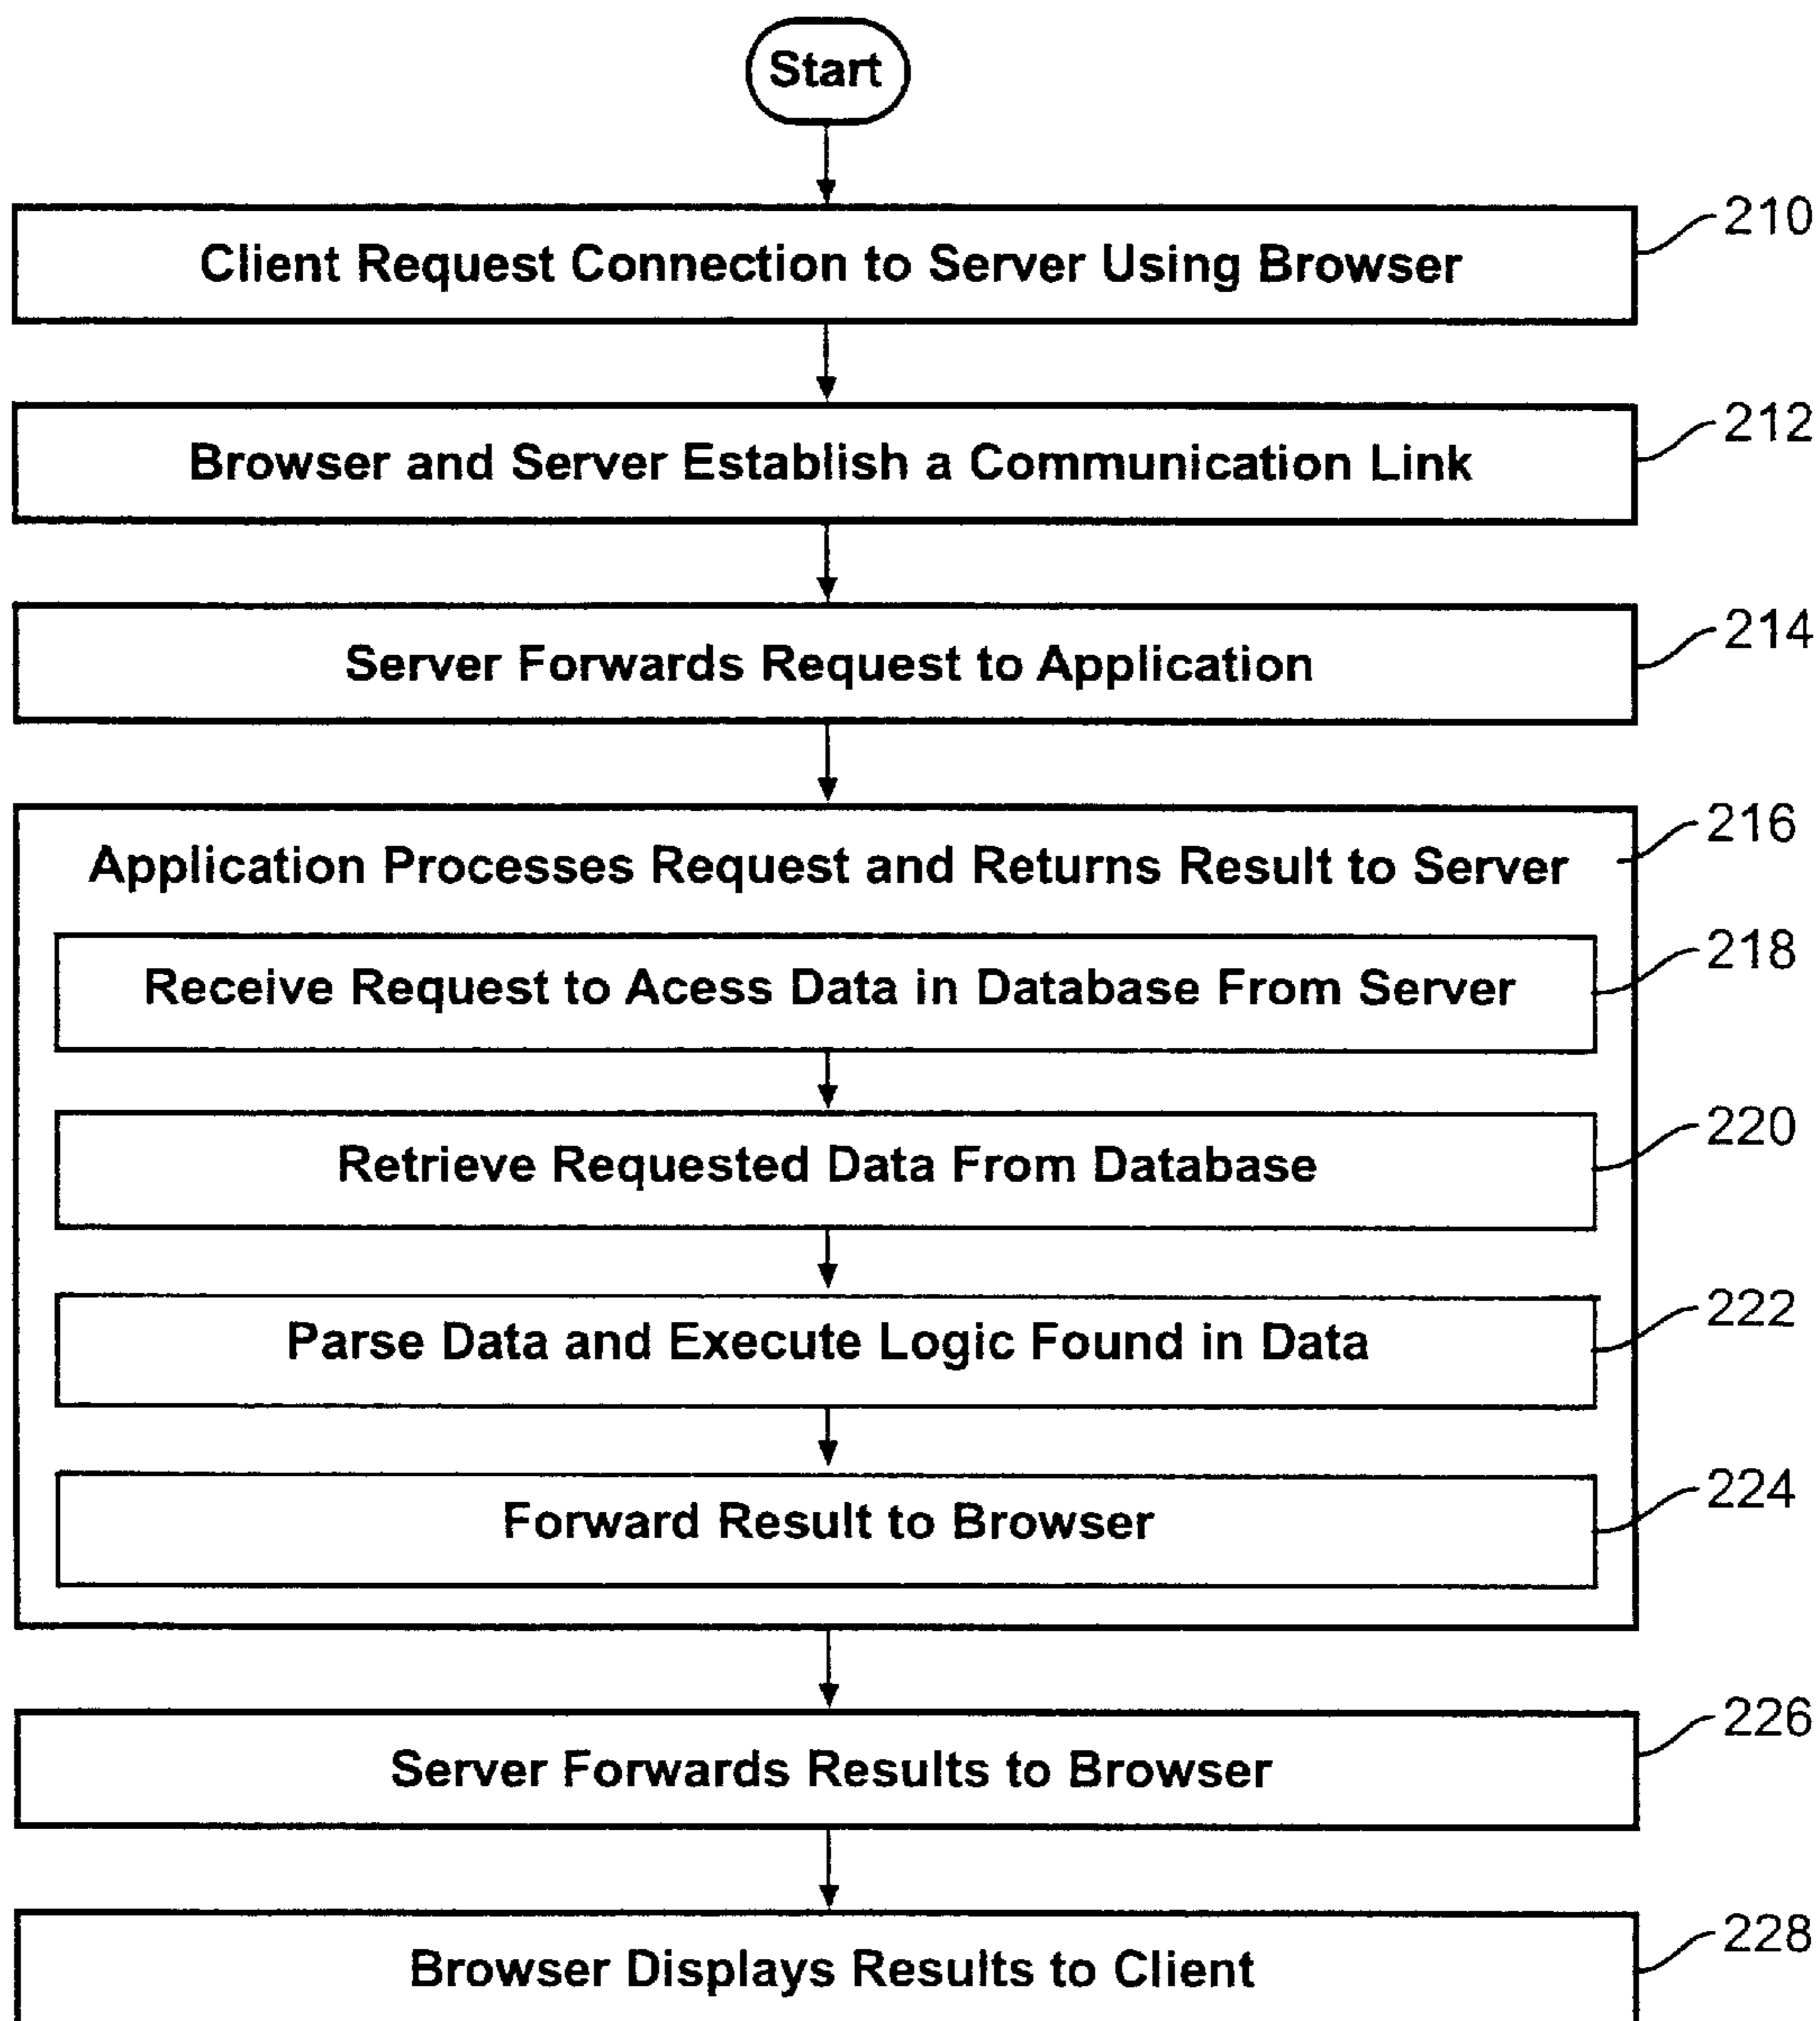 Start
Client Request Connection to Server Using Browser
210
Browser and Server Establish a Communication Link
212
Server Forwards Request to Application
214
Application Processes Request and Returns Result to Server
216
Receive Request to Acess Data in Database From Server
218
Retrieve Requested Data From Database
220
Parse Data and Execute Logic Found in Data
222
Forward Result to Browser
224
Server Forwards Results to Browser
226
Browser Displays Results to Client
228